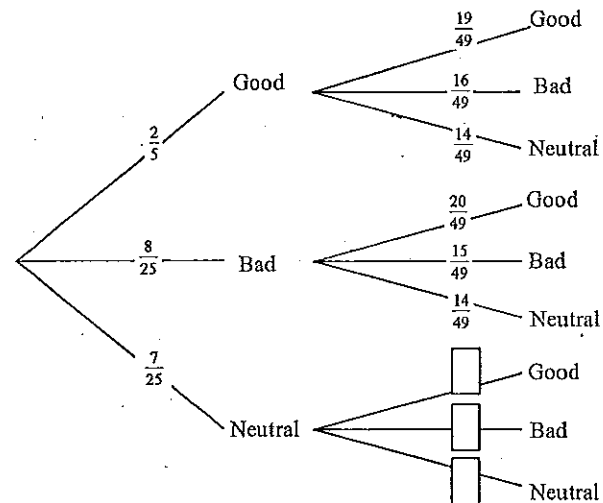 19/49 Good
Good 16/49 Bad
2/5 14/49 Neutral
20/49 Good
8/25 Bad 15/49 Bad
14/49 Neutral
7/25
Good
Neutral Bad
Neutral